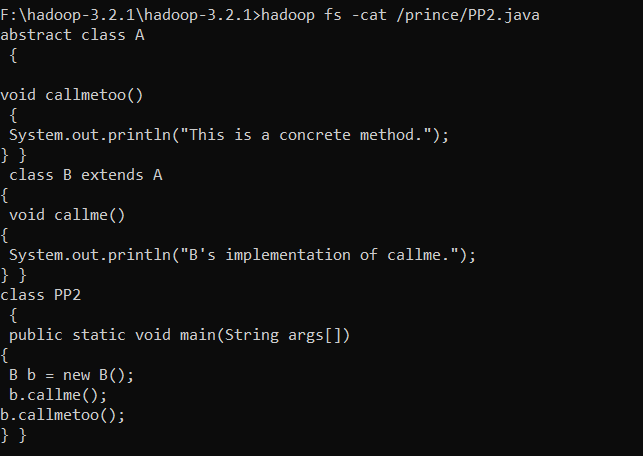 F:\hadoop-3.2.1\hadoop-3.2.1>hadoop fs -cat /prince/PP2.java
abstract class A
 {

void callmetoo()
 {
 System.out.println("This is a concrete method.");
} }
 class B extends A
{
 void callme()
{
 System.out.println("B's implementation of callme.");
} }
class PP2
 {
 public static void main(String args[])
{
 B b = new B();
 b.callme();
b.callmetoo();
} }